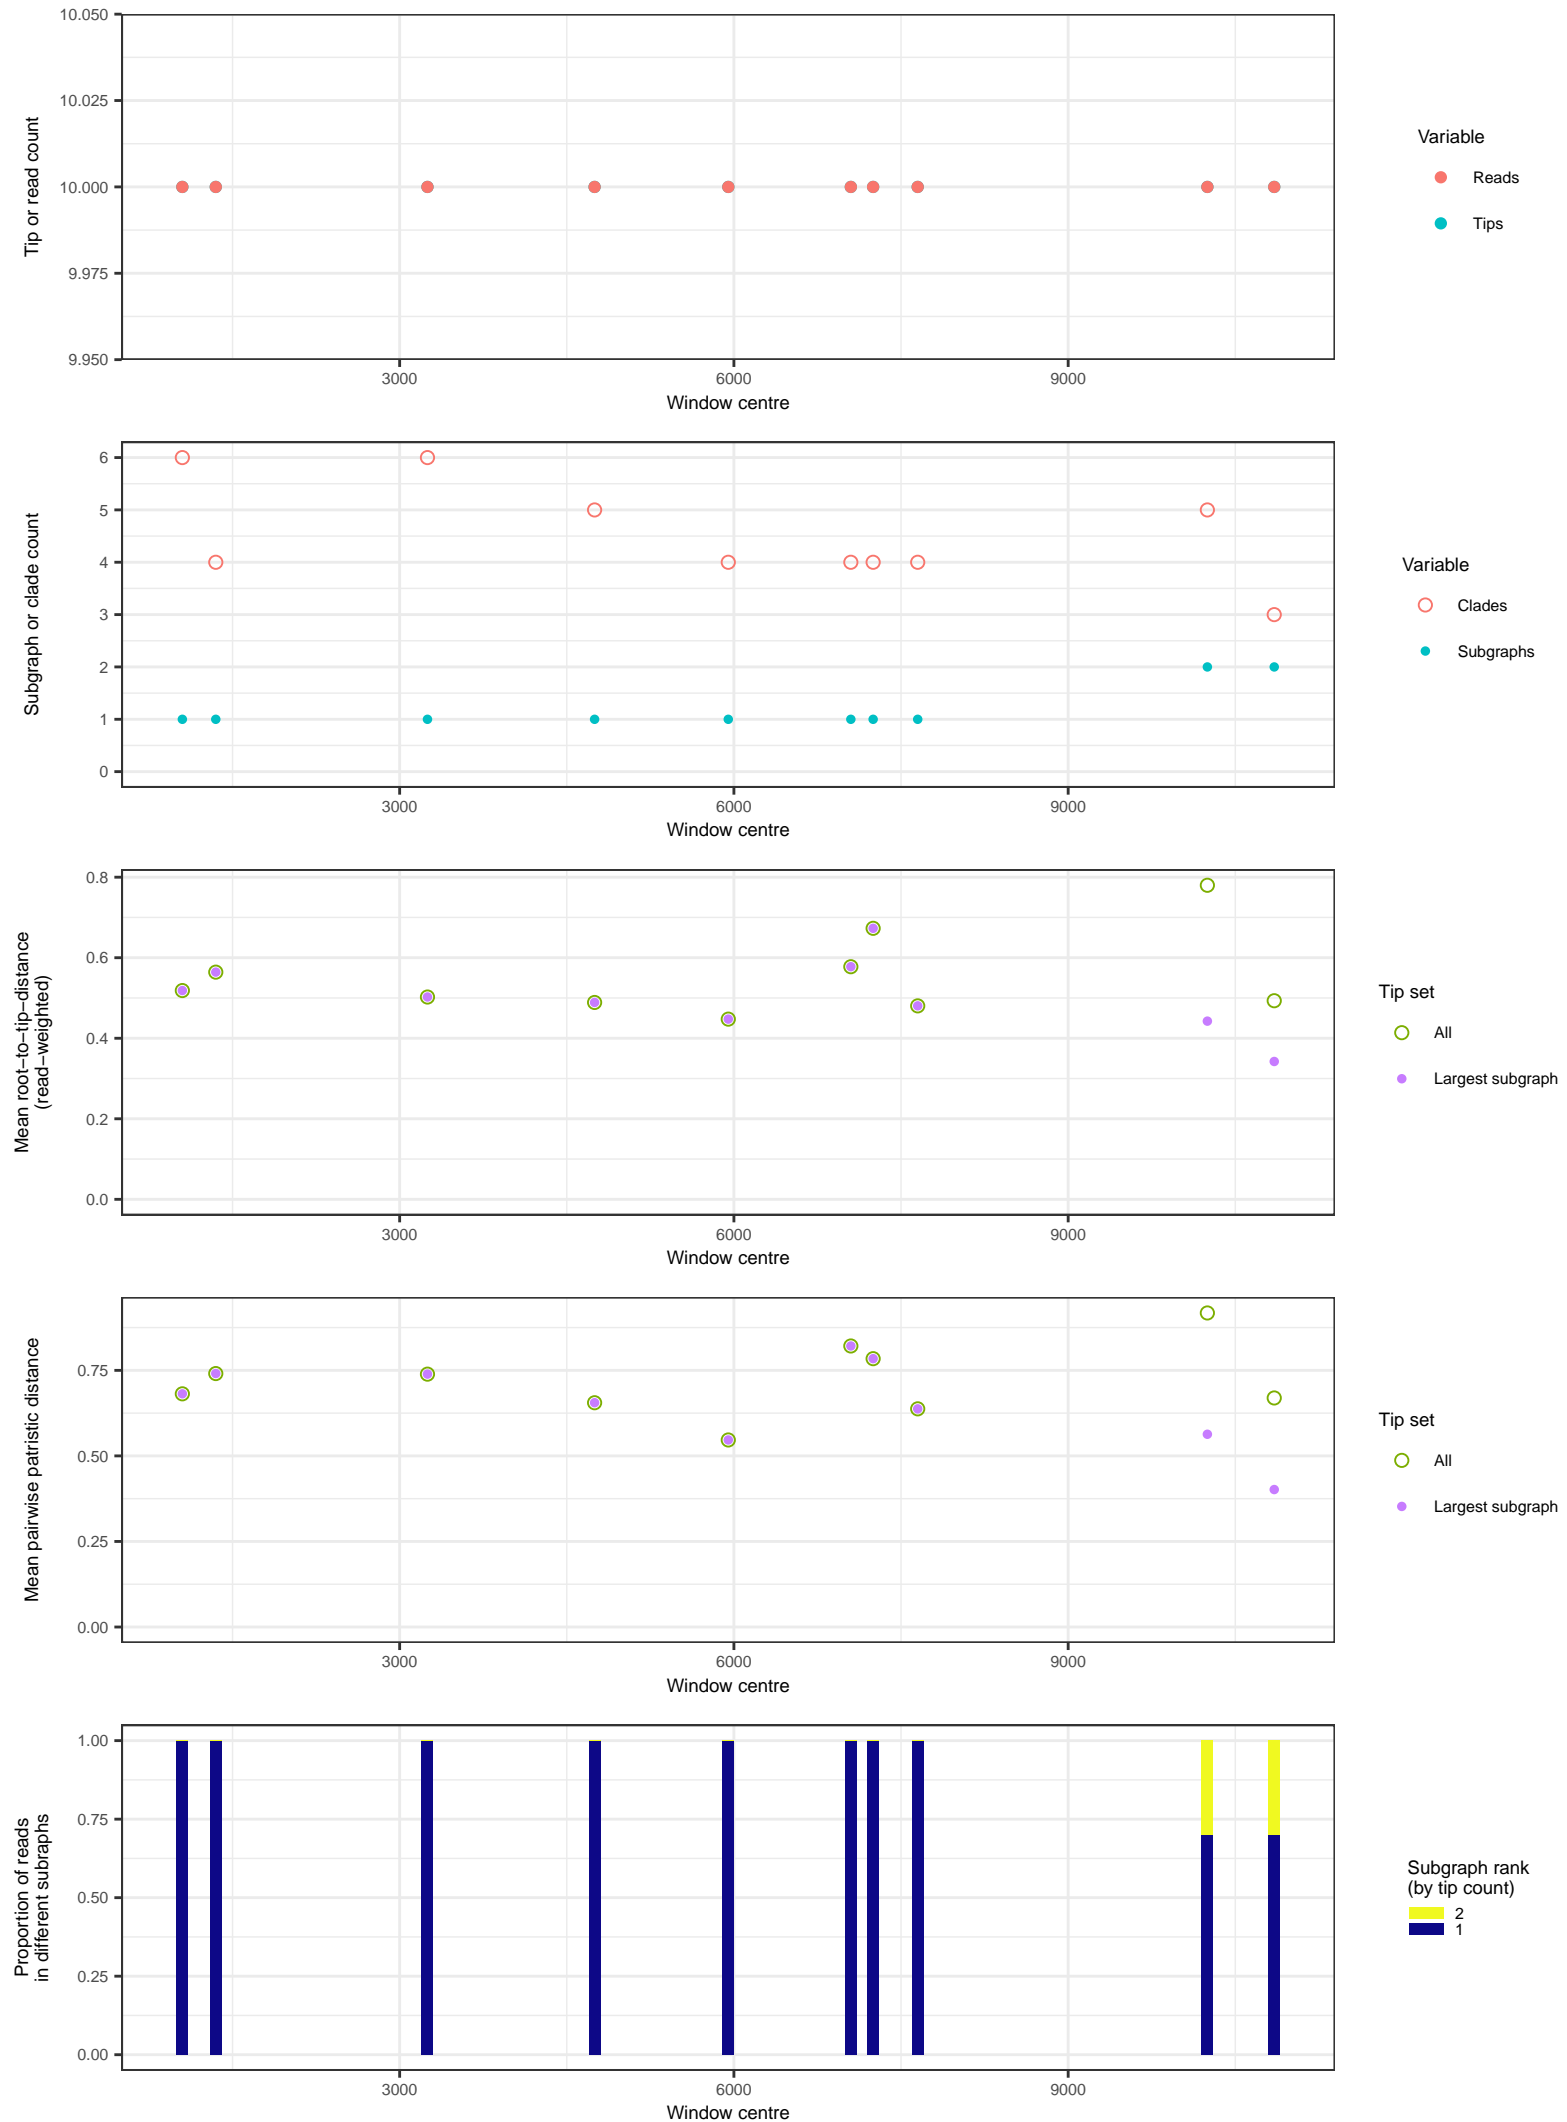 10.050
10.025
10.000
9.975
9.950
Tip or read count
3000
6000
9000
Window centre
Variable
Reads
Tips
6
5
4
3
2
1
0
Subgraph or clade count
3000
6000
9000
Window centre
Variable
Clades
Subgraphs
0.8
0.6
0.4
0.2
0.0
Mean root−to−tip−distance
(read−weighted)
3000
6000
9000
Window centre
Tip set
All
Largest subgraph
0.75
0.50
0.25
0.00
Mean pairwise patristic distance
3000
6000
9000
Window centre
Tip set
All
Largest subgraph
1.00
0.75
0.50
0.25
0.00
Proportion of reads
in different subraphs
3000
6000
9000
Window centre
Subgraph rank
(by tip count)
2
1